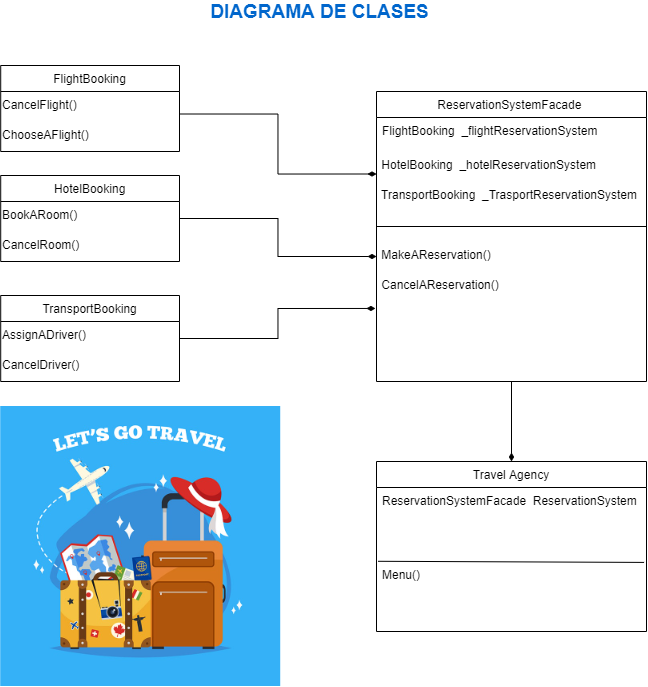 DIAGRAMA DE CLASES
FlightBooking
CancelFlight()
ChooseAFlight()
HotelBooking
BookARoom()
CancelRoom()
TransportBooking
AssignADriver()
CancelDriver()
ReservationSystemFacade
FlightBooking _flightReservationSystem
HotelBooking _hotelReservationSystem
TransportBooking _TrasportReservationSystem
MakeAReservation()
CancelAReservation()
Travel Agency
ReservationSystemFacade ReservationSystem
Menu()
LET'S GO TRAVEL